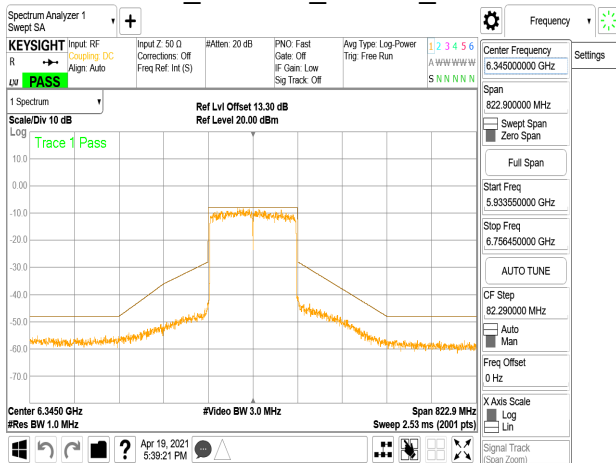 Spectrum Analyzer 1
Swept SA
Frequency
KEYSIGHT
R
LXI
PASS
Input: RF
Coupling: DC
Align: Auto
Input Z: 50 Ω
Corrections: Off
Freq Ref: Int (S)
#Atten: 20 dB
PNO: Fast
Gate: Off
IF Gain: Low
Sig Track: Off
Avg Type: Log-Power
Trig: Free Run
1 2 3 4 5 6
A W W W W W
S N N N N N
1 Spectrum
Scale/Div 10 dB
Ref Lvl Offset 13.30 dB
Ref Level 20.00 dBm
Log
Trace 1 Pass
10.0
0.00
-10.0
-20.0
-30.0
-40.0
-50.0
-60.0
-70.0
Center 6.3450 GHz
#Res BW 1.0 MHz
#Video BW 3.0 MHz
Span 822.9 MHz
Sweep 2.53 ms (2001 pts)
Apr 19, 2021
5:39:21 PM
Center Frequency
6.345000000 GHz
Settings
Span
822.900000 MHz
Swept Span
Zero Span
Full Span
Start Freq
5.933550000 GHz
Stop Freq
6.756450000 GHz
AUTO TUNE
CF Step
82.290000 MHz
Auto
Man
Freq Offset
0 Hz
X Axis Scale
Log
Lin
Signal Track
(Span Zoom)